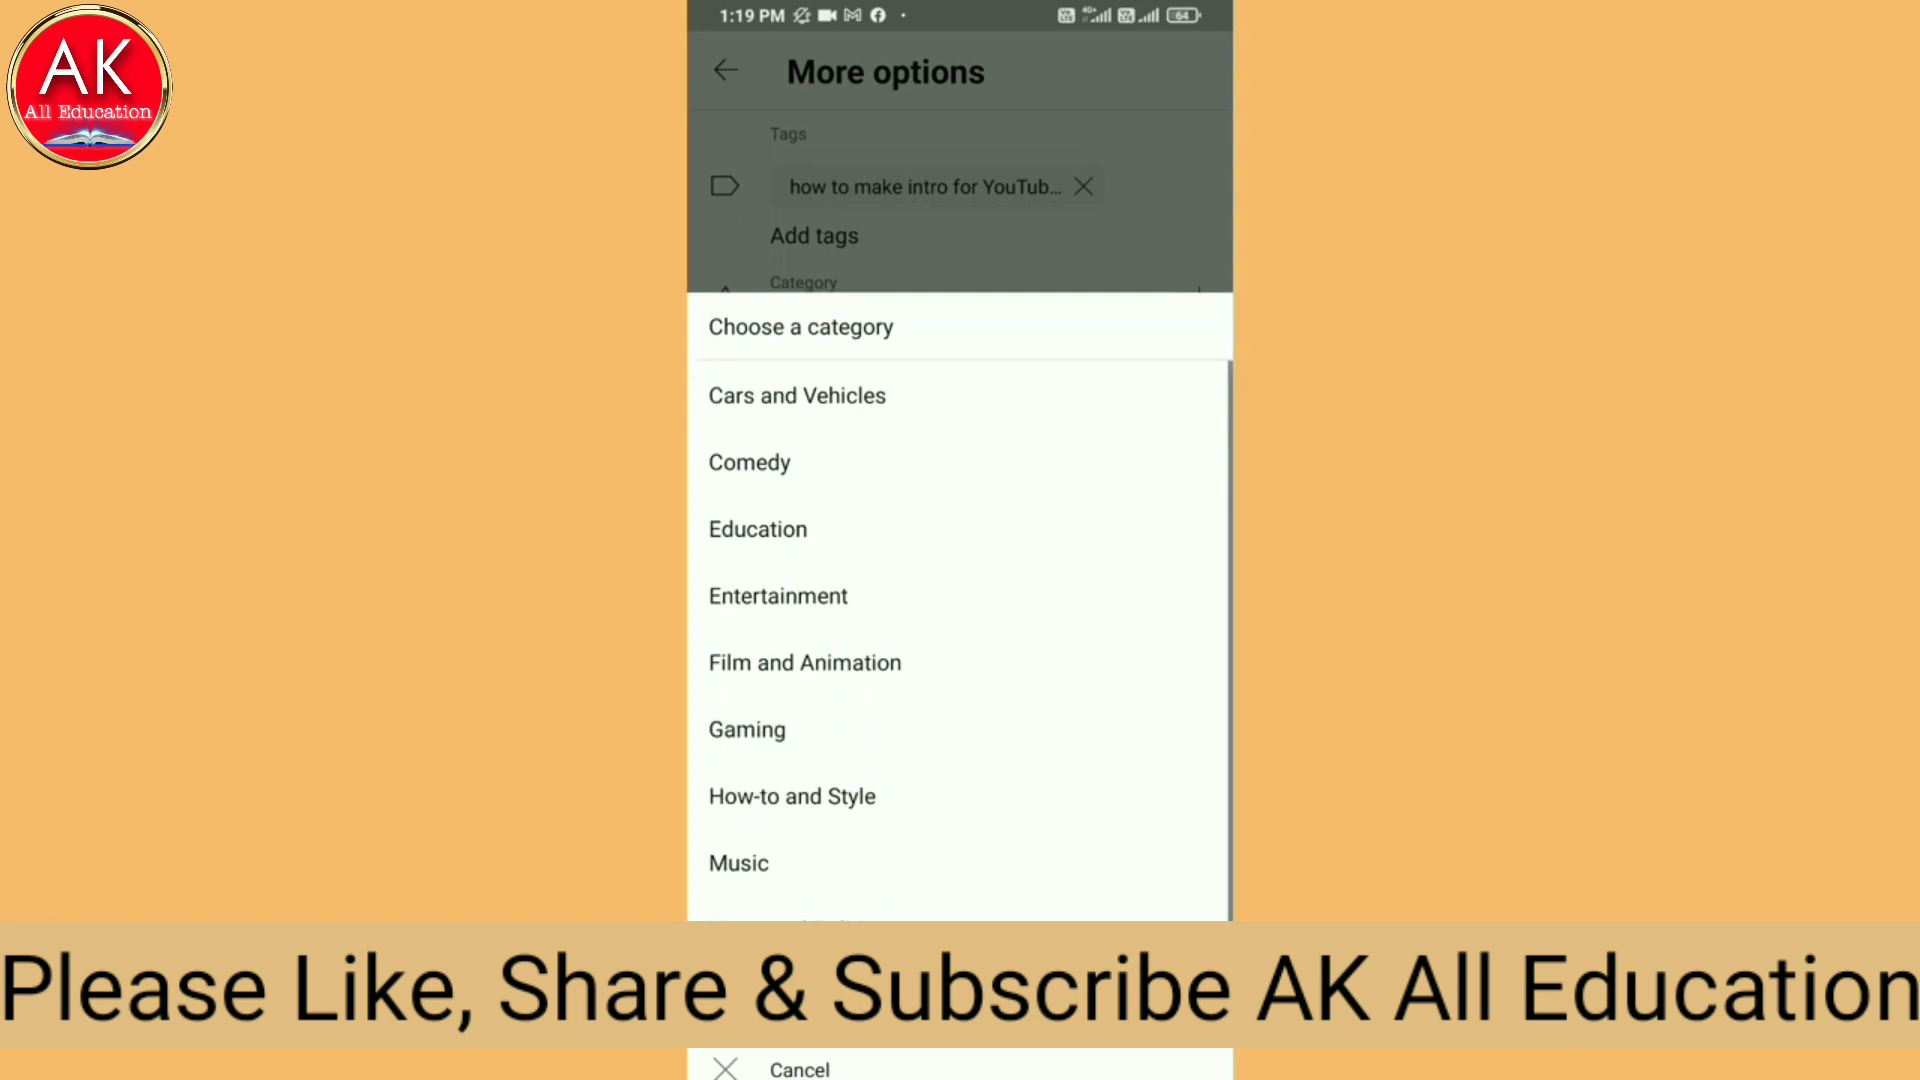 AK
All Education
1:19 PM
4G+
64
More options
Tags
how to make intro for YouTub...
Add tags
Category
Choose a category
Cars and Vehicles
Comedy
Education
Entertainment
Film and Animation
Gaming
How-to and Style
Music
Please Like, Share & Subscribe AK All Education
Cancel